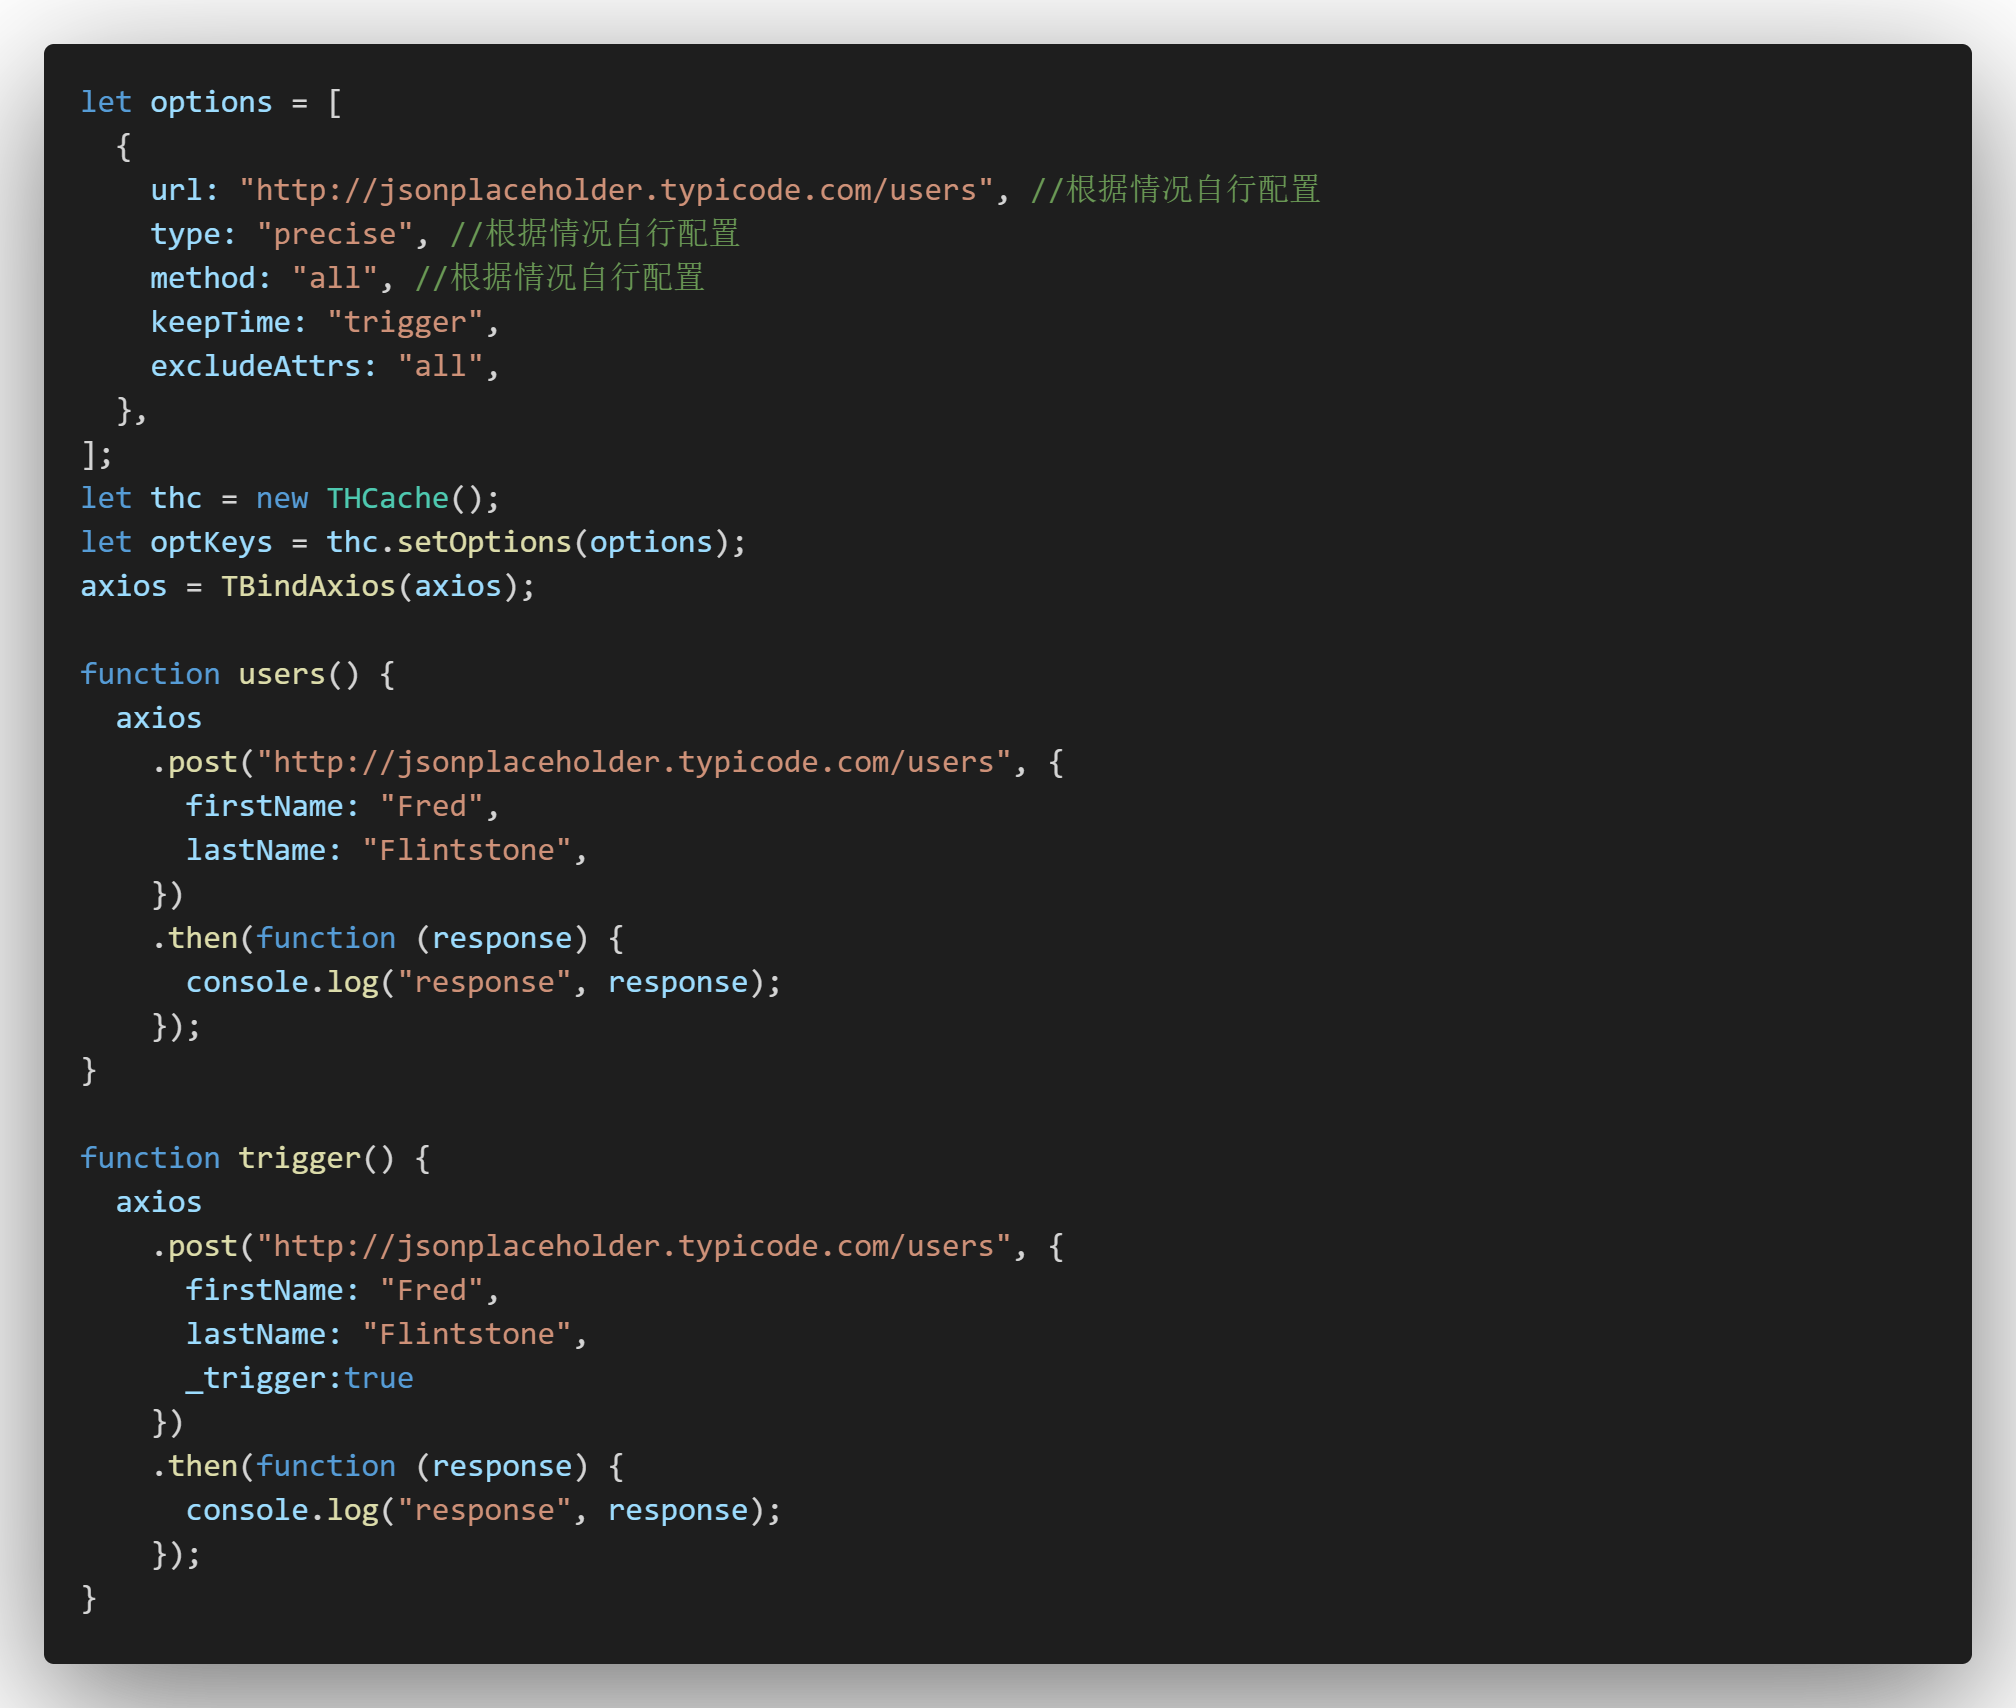 let options = [
  {
    url: "http://jsonplaceholder.typicode.com/users", //根据情况自行配置
    type: "precise", //根据情况自行配置
    method: "all", //根据情况自行配置
    keepTime: "trigger",
    excludeAttrs: "all",
  },
];
let thc = new THCache();
let optKeys = thc.setOptions(options);
axios = TBindAxios(axios);

function users() {
  axios
    .post("http://jsonplaceholder.typicode.com/users", {
      firstName: "Fred",
      lastName: "Flintstone",
    })
    .then(function (response) {
      console.log("response", response);
    });
}

function trigger() {
  axios
    .post("http://jsonplaceholder.typicode.com/users", {
      firstName: "Fred",
      lastName: "Flintstone",
      _trigger:true
    })
    .then(function (response) {
      console.log("response", response);
    });
}